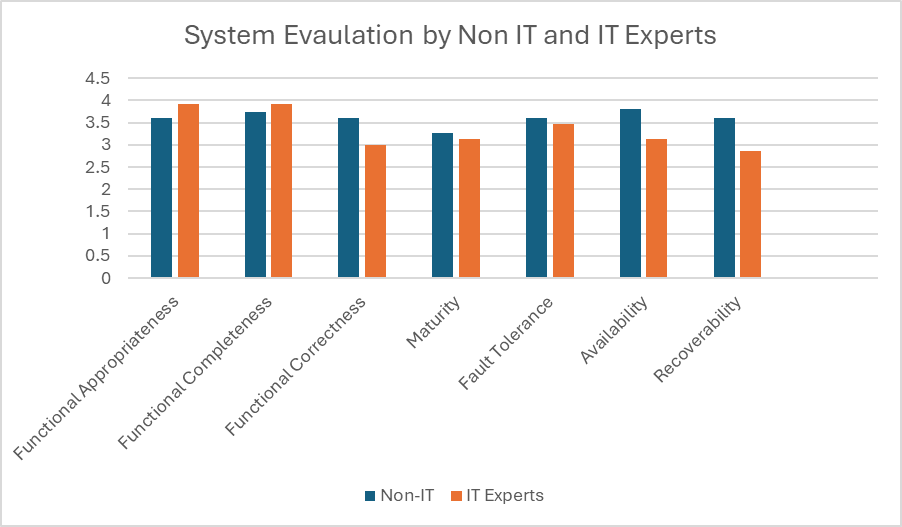 System Evaulation by Non IT and IT Experts
4.5
4
3.5
3
2.5
2
1.5
1
0.5
0
Functional Appropriateness
Functional Completeness
Functional Correctness
Maturity
Fault Tolerance
Availability
Recoverability
Non-IT
IT Experts